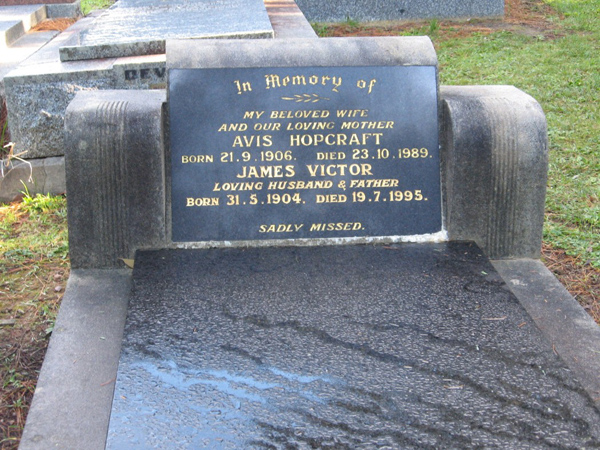 DEV
In Memory of
MY BELOVED WIFE
AND OUR LOVING MOTHER
AVIS HOPCRAFT
BORN 21.9.1906. DIED 23.10.1989.
JAMES VICTOR
LOVING HUSBAND & FATHER
BORN 31.5.1904. DIED 19.7.1995.
SADLY MISSED.